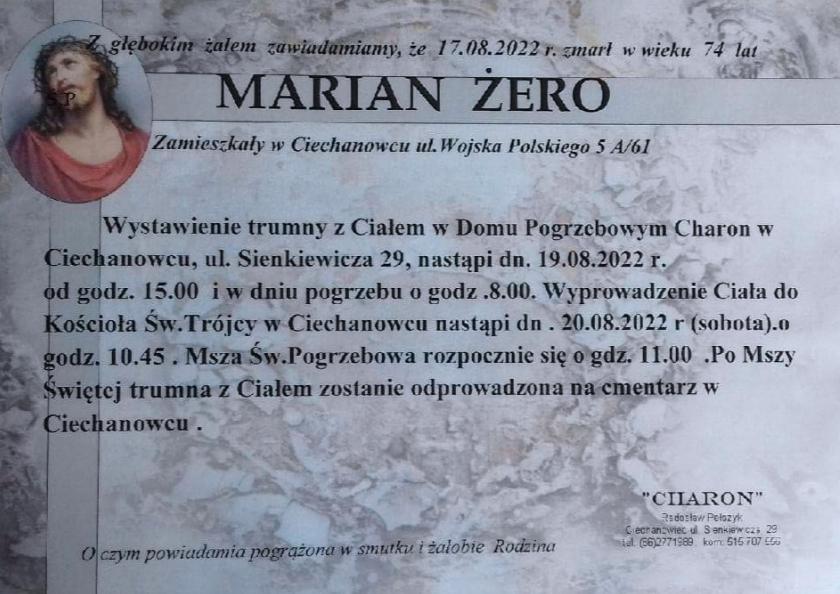 Z głębokim żalem zawiadamiamy, że 17.08.2022 r. zmarł w wieku 74 lat
Ś.P.
MARIAN ŻERO
Zamieszkały w Ciechanowcu ul.Wojska Polskiego 5 A/61
Wystawienie trumny z Ciałem w Domu Pogrzebowym Charon w
Ciechanowcu, ul. Sienkiewicza 29, nastąpi dn. 19.08.2022 r.
od godz. 15.00 i w dniu pogrzebu o godz .8.00. Wyprowadzenie Ciała do
Kościoła Św.Trójcy w Ciechanowcu nastąpi dn . 20.08.2022 r (sobota).o
godz. 10.45 . Msza Św.Pogrzebowa rozpocznie się o gdz. 11.00 .Po Mszy
Świętej trumna z Ciałem zostanie odprowadzona na cmentarz w
Ciechanowcu .
"CHARON"
Radosław
Ciechanowiec ul. Sienkiewicza 29
tel. (86)2771989 kom:
O czym powiadamia pogrążona w smutku i żałobie Rodzina